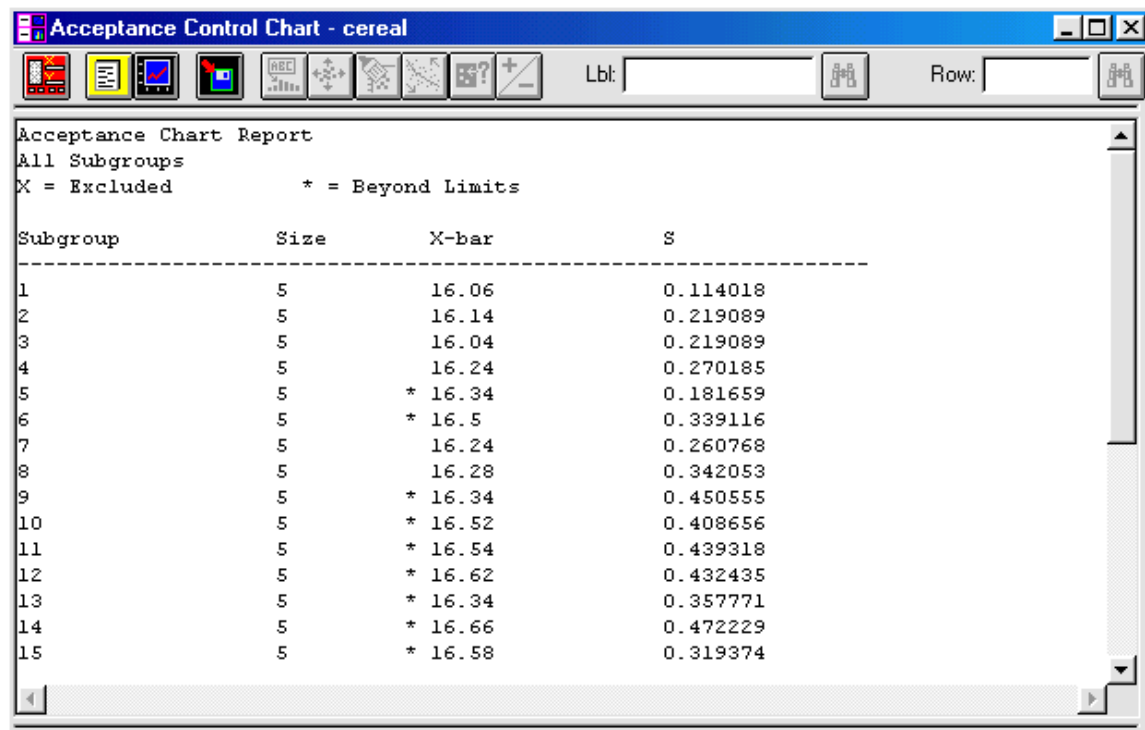 Acceptance Control Chart - cereal
ABC ? Lbl: Row:
Acceptance Chart Report
All Subgroups
X = Excluded * = Beyond Limits
Subgroup Size X-bar S
------------------------------------------------------------------
1 5 16.06 0.114018
2 5 16.14 0.219089
3 5 16.04 0.219089
4 5 16.24 0.270185
5 5 * 16.34 0.181659
6 5 * 16.5 0.339116
7 5 16.24 0.260768
8 5 16.28 0.342053
9 5 * 16.34 0.450555
10 5 * 16.52 0.408656
11 5 * 16.54 0.439318
12 5 * 16.62 0.432435
13 5 * 16.34 0.357771
14 5 * 16.66 0.472229
15 5 * 16.58 0.319374